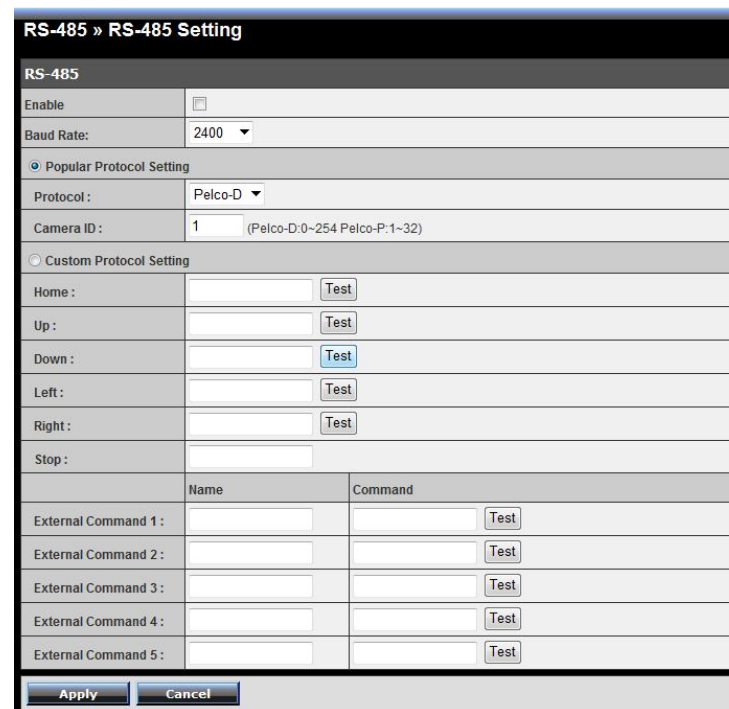 RS-485 » RS-485 Setting
RS-485
Enable
Baud Rate: 2400
Popular Protocol Setting
Protocol : Pelco-D
Camera ID : 1 (Pelco-D:0~254 Pelco-P:1~32)
Custom Protocol Setting
Home : Test
Up : Test
Down : Test
Left : Test
Right : Test
Stop :
Name Command
External Command 1 : Test
External Command 2 : Test
External Command 3 : Test
External Command 4 : Test
External Command 5 : Test
Apply Cancel